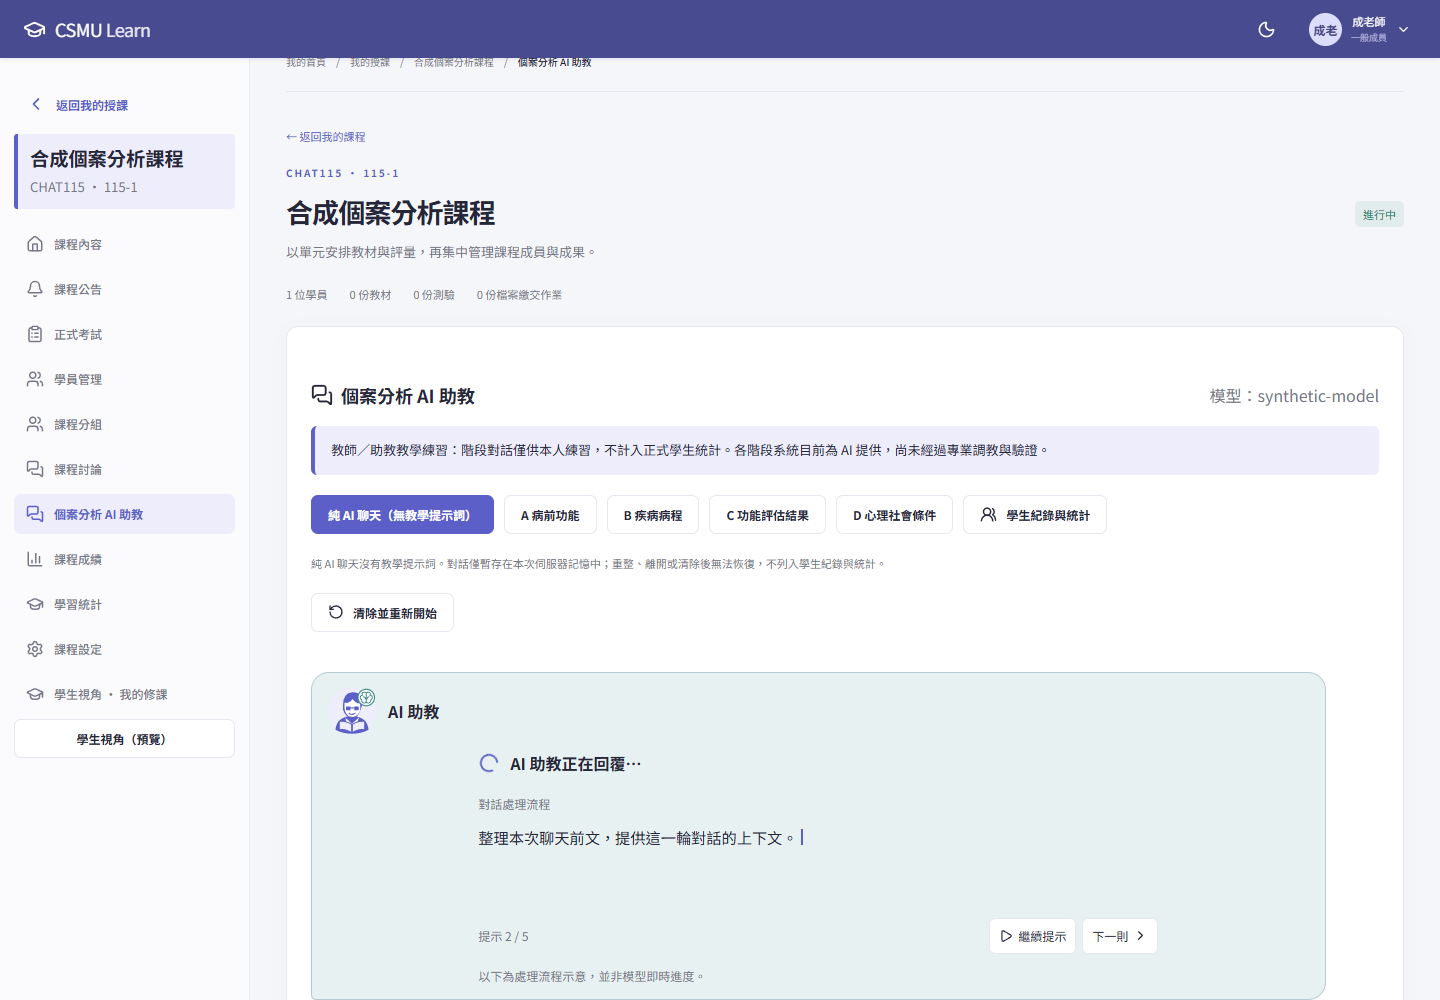 CSMU Learn
成老
成老師
一般成員
我的首頁 / 我的授課 / 合成個案分析課程 / 個案分析 AI 助教
返回我的授課
合成個案分析課程
CHAT115 · 115-1
課程內容
課程公告
正式考試
學員管理
課程分組
課程討論
個案分析 AI 助教
課程成績
學習統計
課程設定
學生視角 · 我的修課
學生視角（預覽）
← 返回我的課程
CHAT115 · 115-1
合成個案分析課程
進行中
以單元安排教材與評量，再集中管理課程成員與成果。
1 位學員 0 份教材 0 份測驗 0 份檔案繳交作業
個案分析 AI 助教
模型：synthetic-model
教師／助教教學練習：階段對話僅供本人練習，不計入正式學生統計。各階段系統目前為 AI 提供，尚未經過專業調教與驗證。
純 AI 聊天（無教學提示詞） A 病前功能 B 疾病病程 C 功能評估結果 D 心理社會條件 學生紀錄與統計
純 AI 聊天沒有教學提示詞。對話僅暫存在本次伺服器記憶中；重整、離開或清除後無法恢復，不列入學生紀錄與統計。
清除並重新開始
AI 助教
AI 助教正在回覆…
對話處理流程
整理本次聊天前文，提供這一輪對話的上下文。
提示 2 / 5
繼續提示 下一則
以下為處理流程示意，並非模型即時進度。